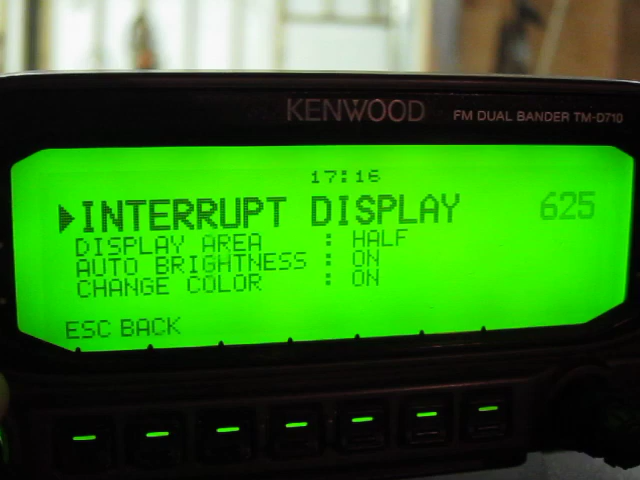 KENWOOD FM DUAL BANDER TM-D710
17:16
▶INTERRUPT DISPLAY 625
DISPLAY AREA : HALF
AUTO BRIGHTNESS : ON
CHANGE COLOR : ON
ESC BACK